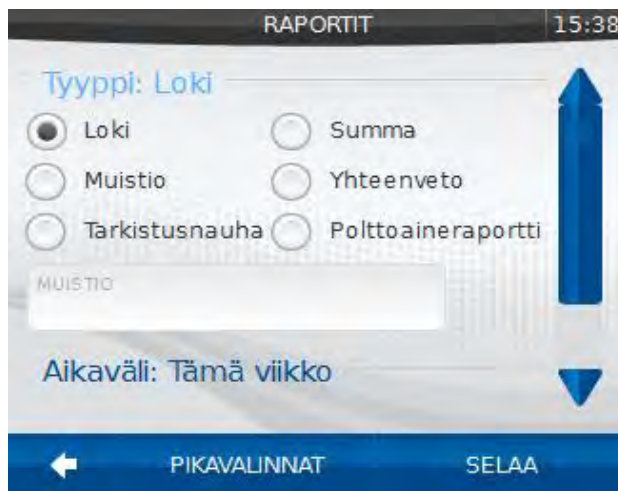 RAPORTIT 15:38
Tyyppi: Loki
Loki Summa
Muistio Yhteenveto
Tarkistusnauha Polttoaineraportti
MUISTIO
Aikaväli: Tämä viikko
PIKAVALINNAT SELAA